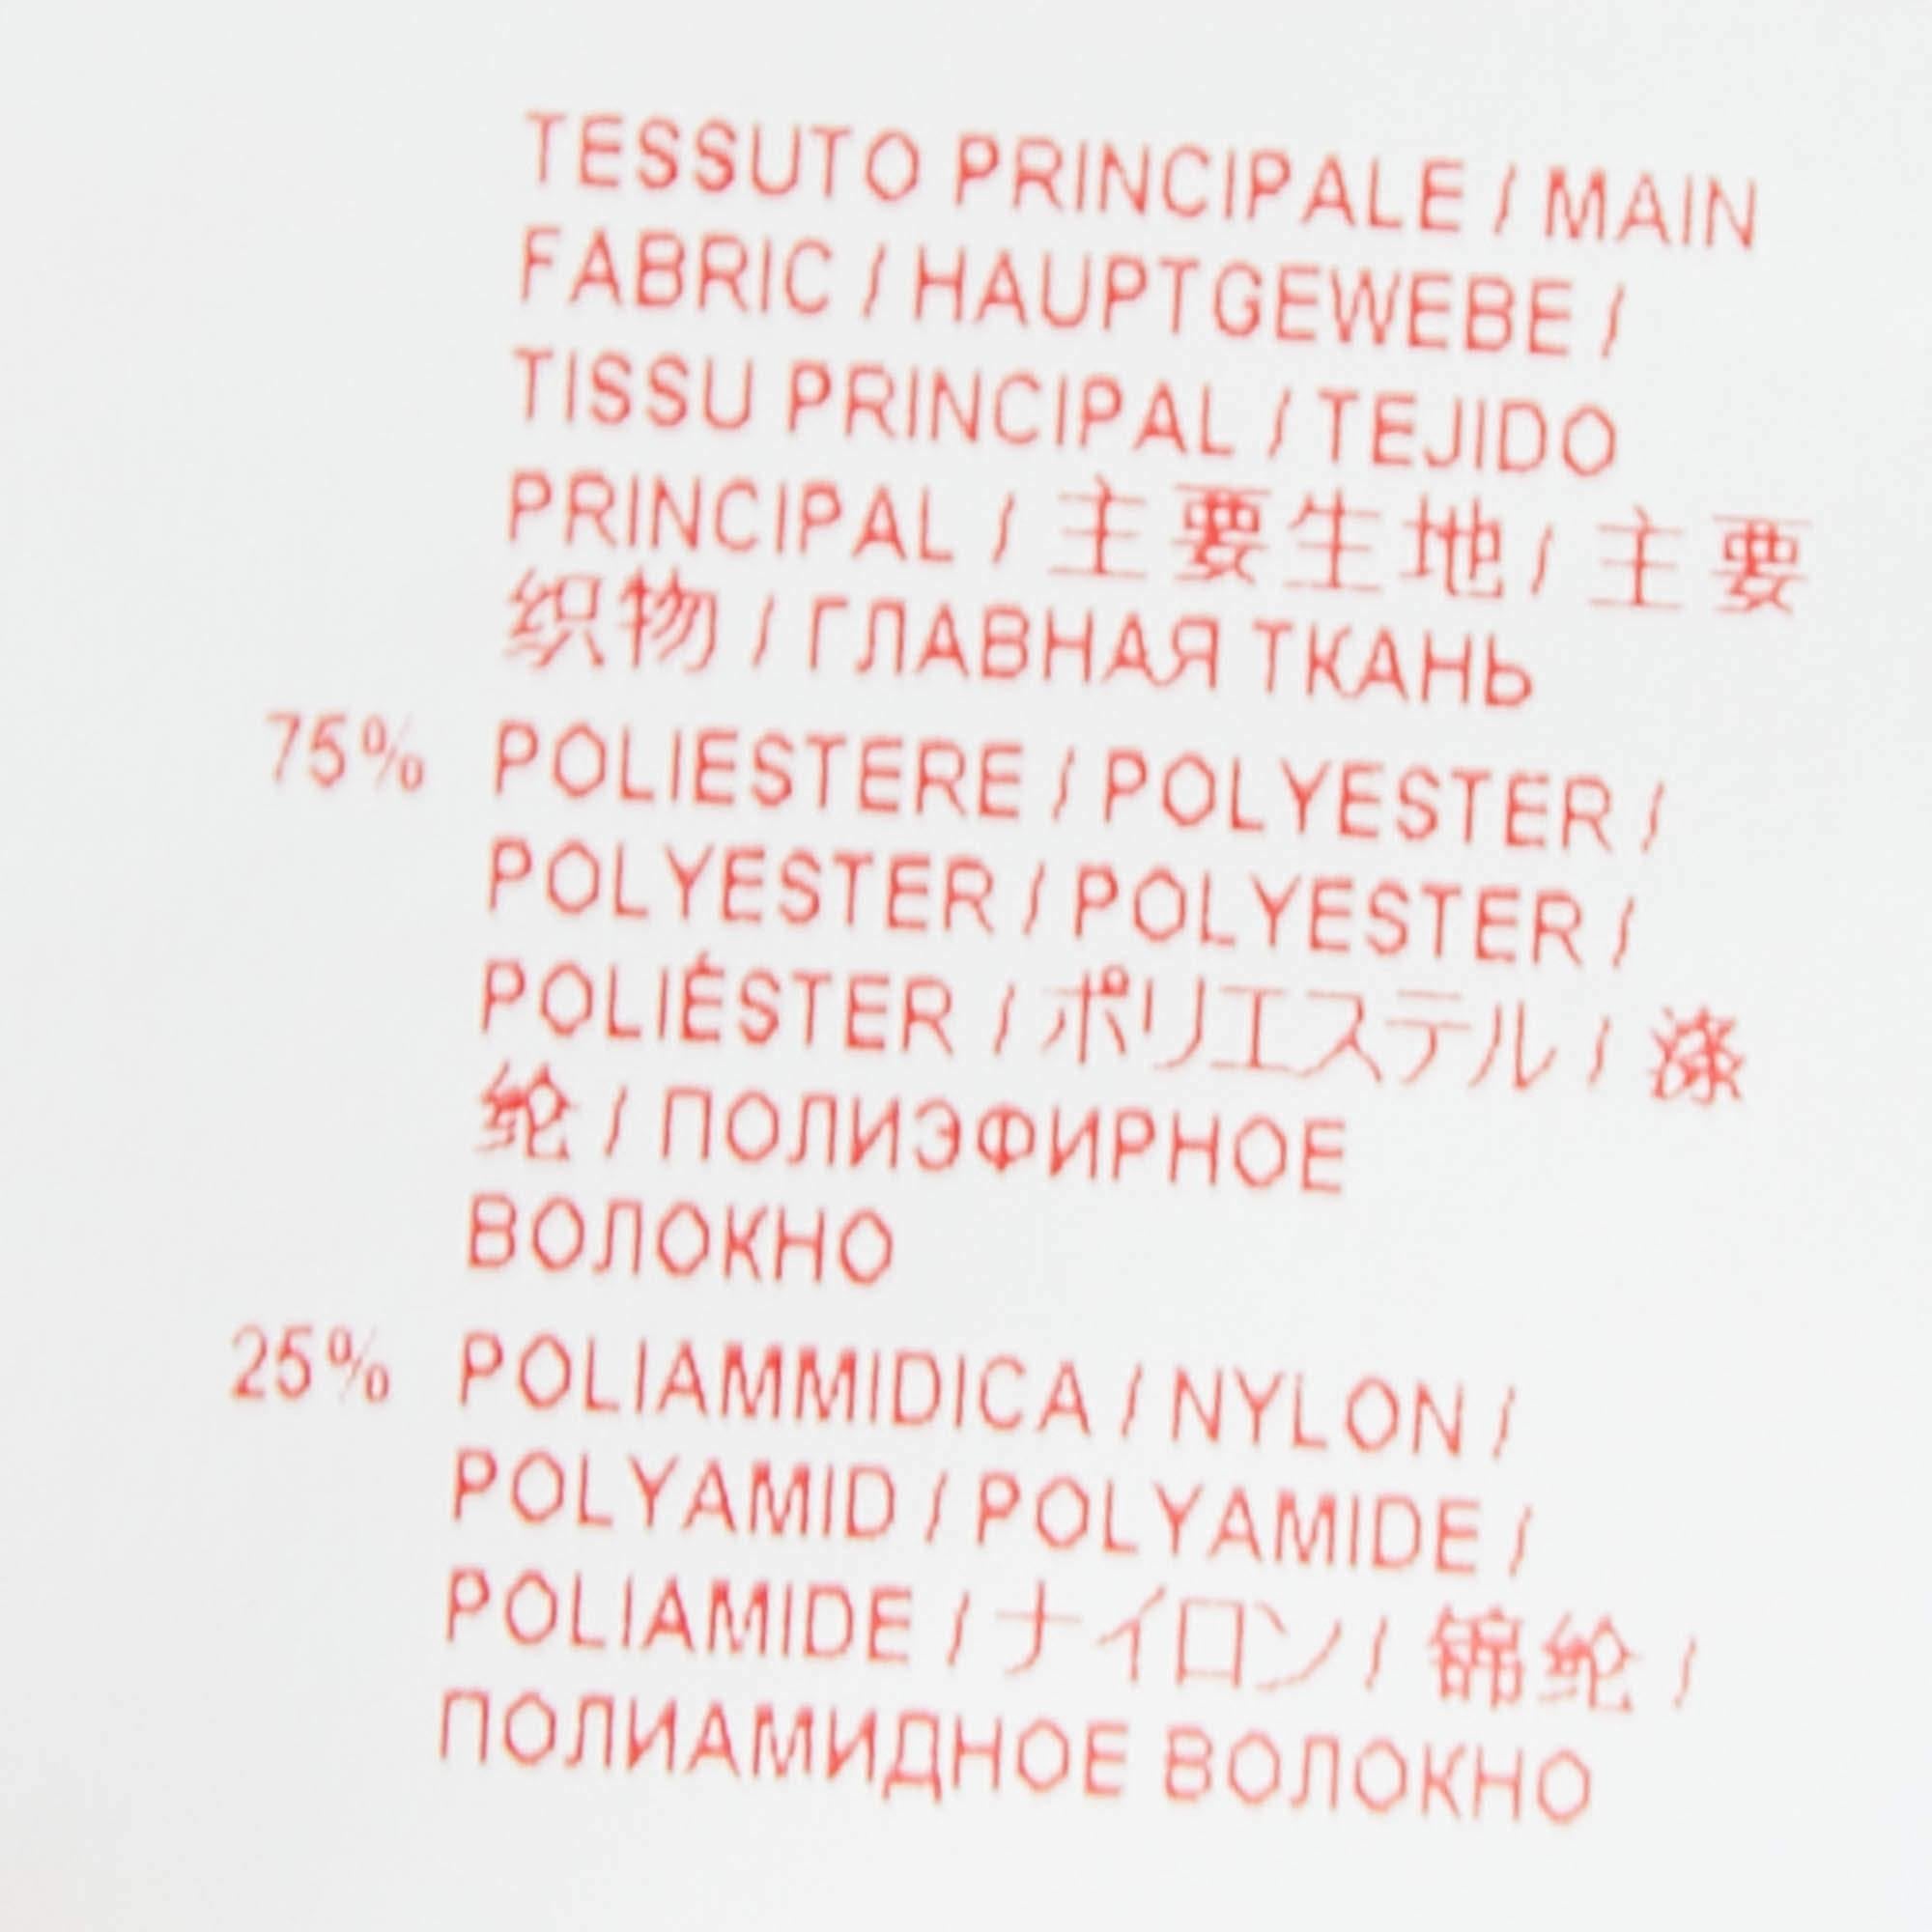 TESSUTO PRINCIPALE / MAIN
FABRIC / HAUPTGEWEBE /
TISSU PRINCIPAL / TEJIDO
PRINCIPAL / 主要生地 / 主要
织物 / ГЛАВНАЯ ТКАНЬ
75% POLIESTERE / POLYESTER /
POLYESTER / POLYESTER /
POLIÉSTER / ポリエステル / 涤
纶 / ПОЛИЭФИРНОЕ
ВОЛОКНО
25% POLIAMMIDICA / NYLON /
POLYAMID / POLYAMIDE /
POLIAMIDE / ナイロン / 锦纶 /
ПОЛИАМИДНОЕ ВОЛОКНО